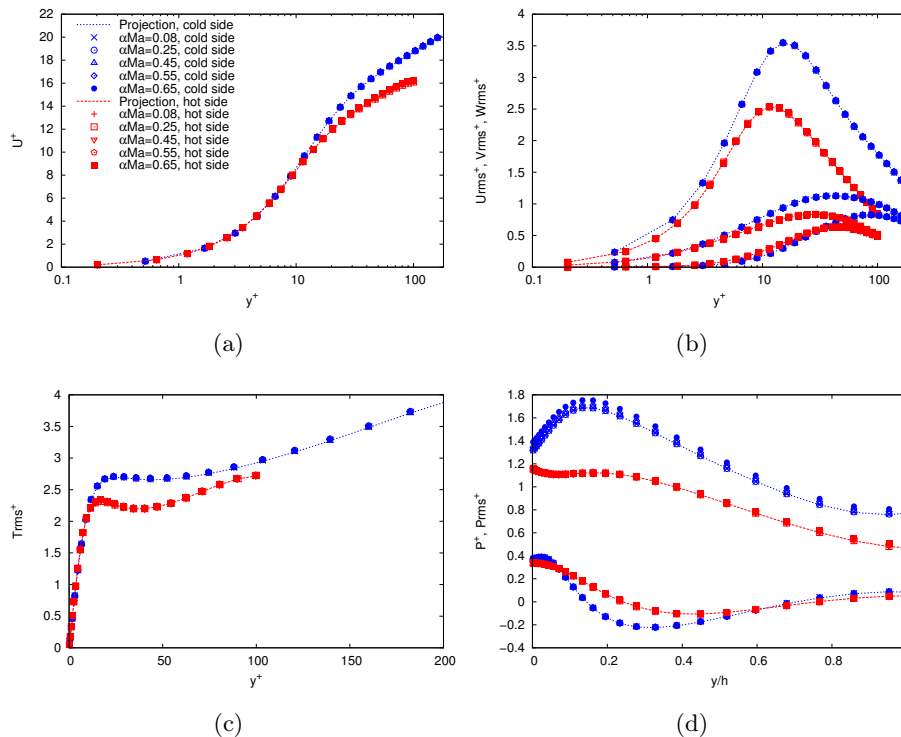 20
18
16
14
12
10
8
6
4
2
0
U⁺
Projection, cold side
αMa=0.08, cold side
αMa=0.25, cold side
αMa=0.45, cold side
αMa=0.55, cold side
αMa=0.65, cold side
Projection, hot side
αMa=0.08, hot side
αMa=0.25, hot side
αMa=0.45, hot side
αMa=0.55, hot side
αMa=0.65, hot side
0.1 1 10 100
y⁺
(a)
4
3.5
3
2.5
2
1.5
1
0.5
0
Urms⁺, Vrms⁺, Wrms⁺
0.1 1 10 100
y⁺
(b)
4
3.5
3
2.5
2
1.5
1
0.5
0
Trms⁺
0 50 100 150 200
y⁺
(c)
1.8
1.6
1.4
1.2
1
0.8
0.6
0.4
0.2
0
−0.2
−0.4
P⁺, Prms⁺
0 0.2 0.4 0.6 0.8
y/h
(d)
22